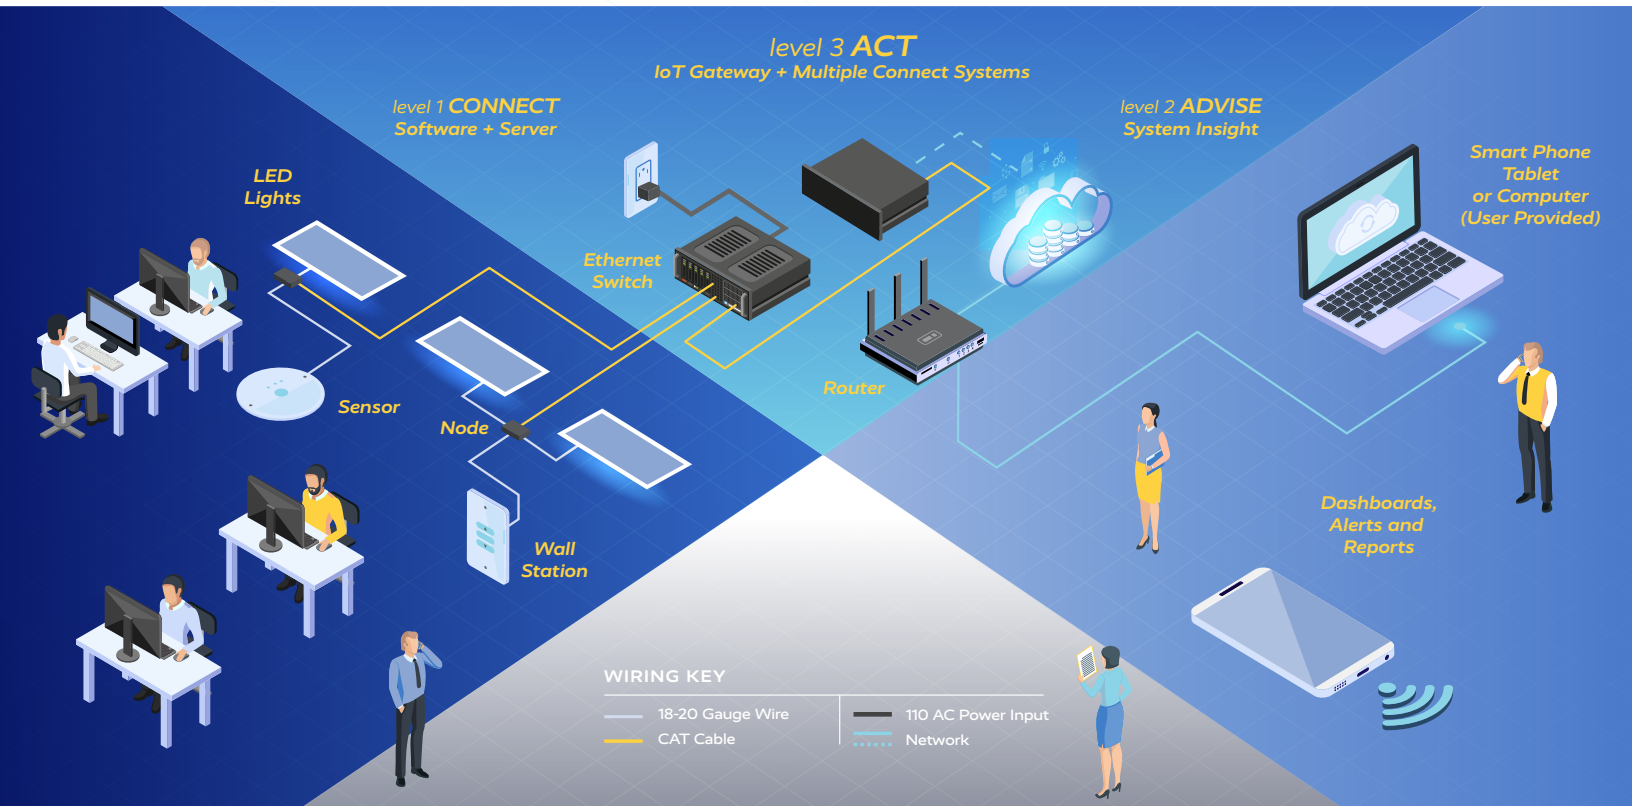 level 3 ACT
IoT Gateway + Multiple Connect Systems
level 1 CONNECT
Software + Server
level 2 ADVISE
System Insight
LED
Lights
Smart Phone
Tablet
or Computer
(User Provided)
Ethernet
Switch
Router
Sensor
Node
Wall
Station
Dashboards,
Alerts and
Reports
WIRING KEY
18-20 Gauge Wire
CAT Cable
110 AC Power Input
Network